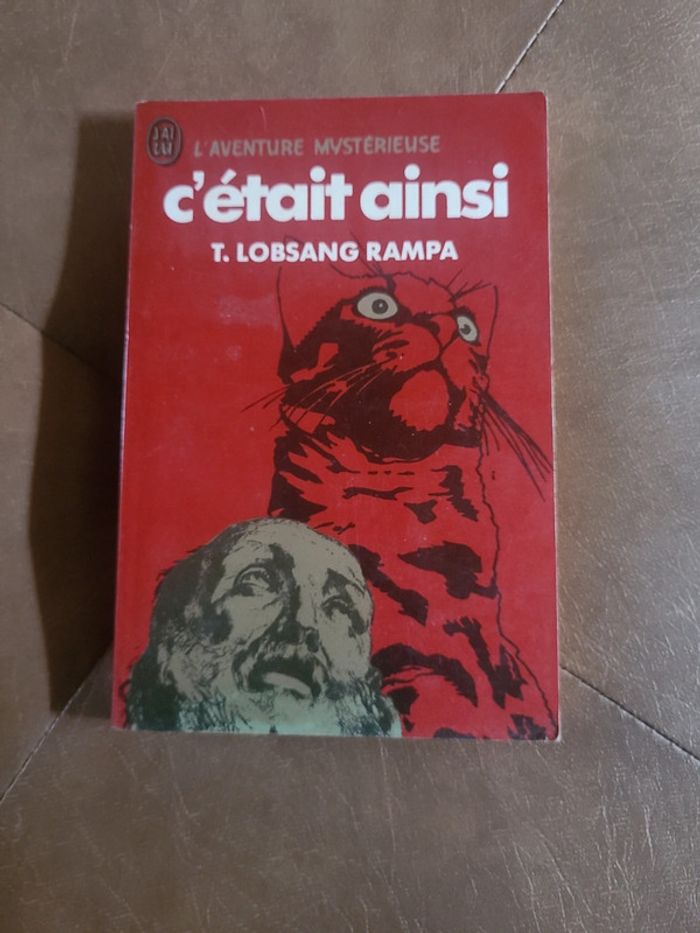 J'AI
LU
L'AVENTURE MYSTÉRIEUSE
c'était ainsi
T. LOBSANG RAMPA